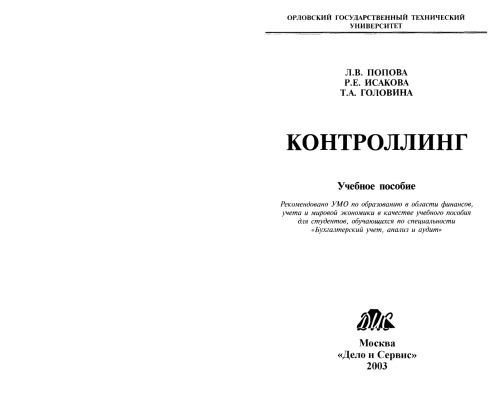 ОРЛОВСКИЙ ГОСУДАРСТВЕННЫЙ ТЕХНИЧЕСКИЙ
УНИВЕРСИТЕТ
Л.В. ПОПОВА
Р.Е. ИСАКОВА
Т.А. ГОЛОВИНА
КОНТРОЛЛИНГ
Учебное пособие
Рекомендовано УМО по образованию в области финансов,
учета и мировой экономики в качестве учебного пособия
для студентов, обучающихся по специальности
«Бухгалтерский учет, анализ и аудит»
ДИС
Москва
«Дело и Сервис»
2003